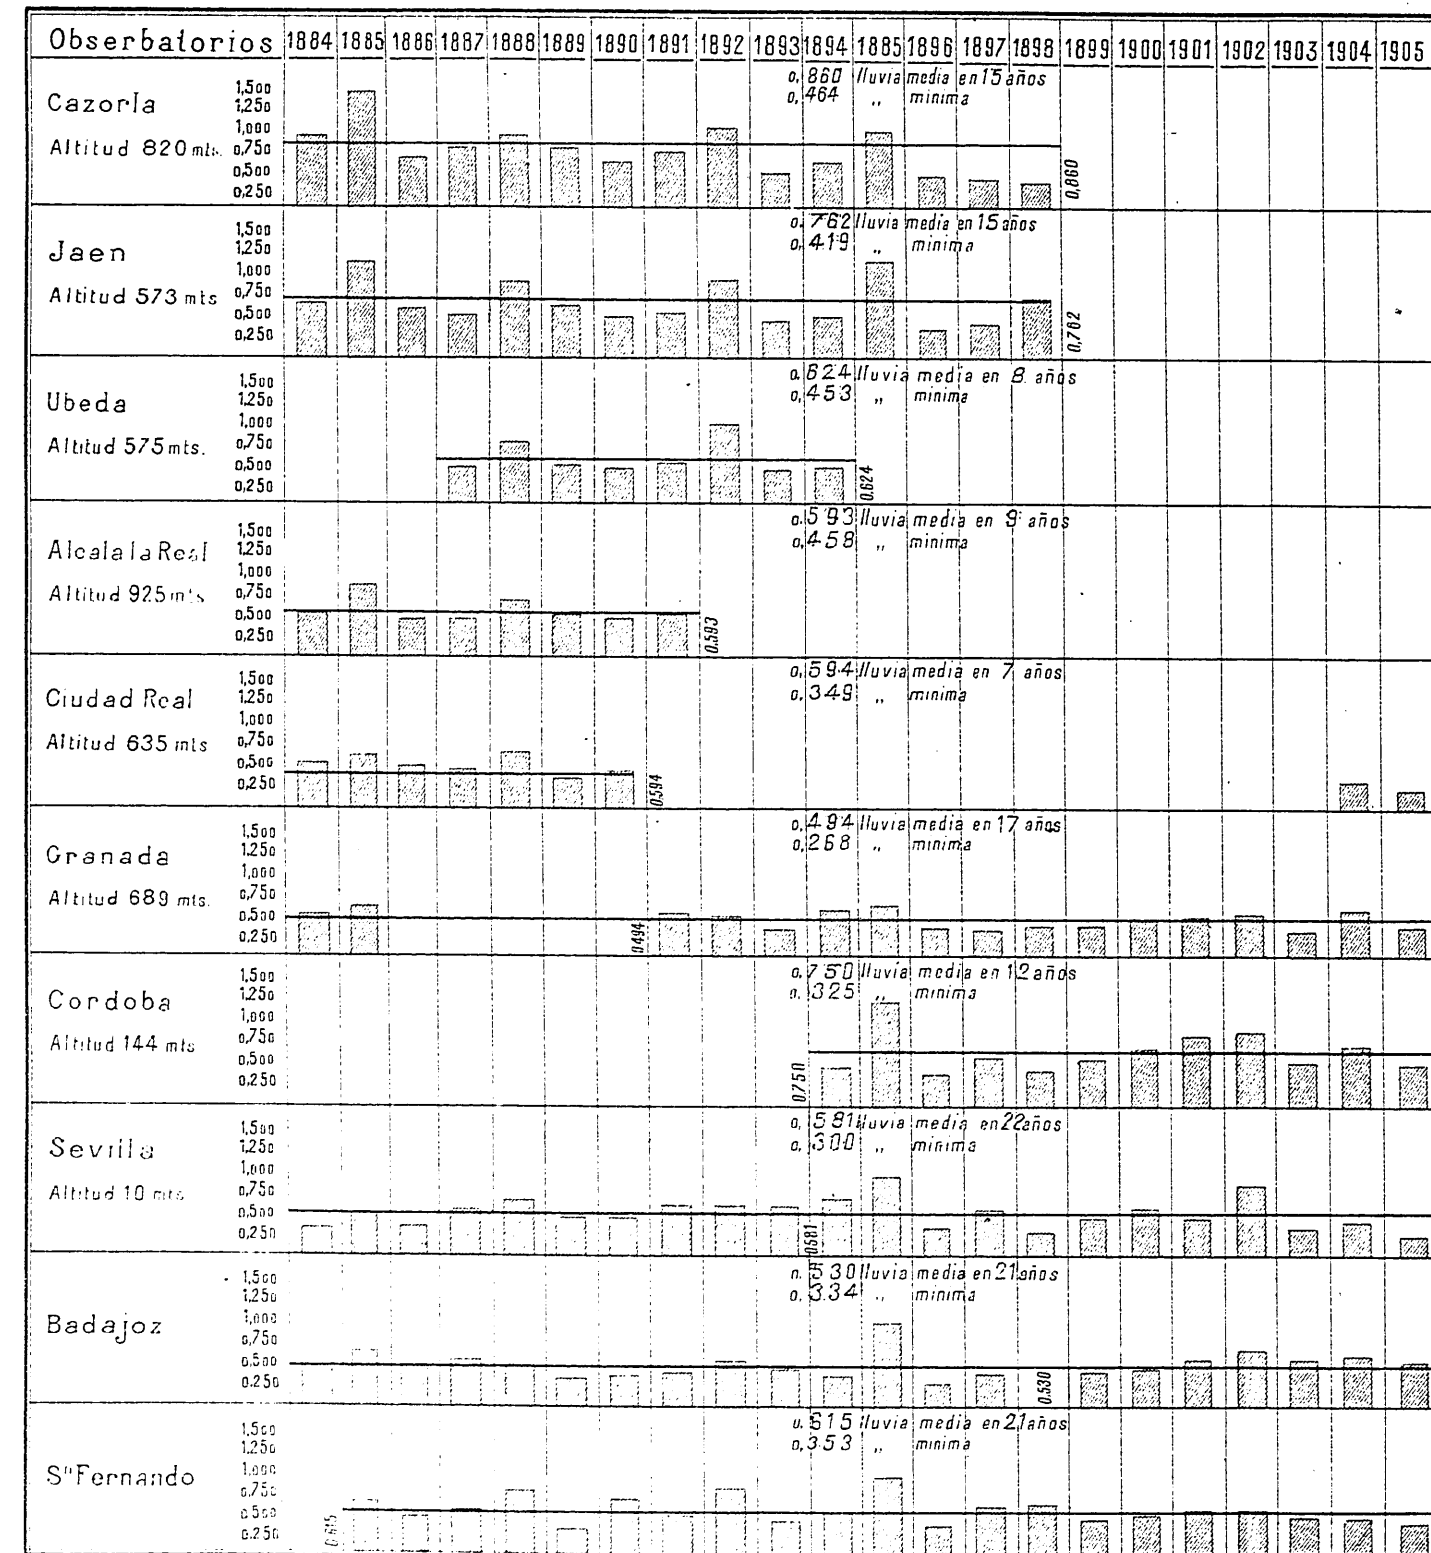 Obserbatorios 1884 1885 1886 1887 1888 1889 1890 1891 1892 1893 1894 1885 1896 1897 1898 1899 1900 1901 1902 1903 1904 1905
Cazorla
Altitud 820 mts.
1,500
1,250
1,000
0,750
0,500
0,250
0,860 lluvia media en 15 años
0,464 ,, minima
0,860
Jaen
Altitud 573 mts
1,500
1,250
1,000
0,750
0,500
0,250
0,762 lluvia media en 15 años
0,419 ,, minima
0,762
Ubeda
Altitud 575 mts.
1,500
1,250
1,000
0,750
0,500
0,250
0,624 lluvia media en 8 años
0,453 ,, minima
0,624
Alcala la Real
Altitud 925 mts
1,500
1,250
1,000
0,750
0,500
0,250
0,593 lluvia media en 9 años
0,458 ,, minima
0,593
Ciudad Real
Altitud 635 mts
1,500
1,250
1,000
0,750
0,500
0,250
0,594 lluvia media en 7 años
0,349 ,, minima
0,594
Granada
Altitud 689 mts.
1,500
1,250
1,000
0,750
0,500
0,250
0,494 lluvia media en 17 años
0,268 ,, minima
0,494
Cordoba
Altitud 144 mts
1,500
1,250
1,000
0,750
0,500
0,250
0,750 lluvia media en 12 años
0,325 ,, minima
0,750
Sevilla
Altitud 10 mts
1,500
1,250
1,000
0,750
0,500
0,250
0,581 lluvia media en 22 años
0,300 ,, minima
0,581
Badajoz
1,500
1,250
1,000
0,750
0,500
0.250
0,530 lluvia media en 21 años
0,334 ,, minima
0,530
Sⁿ Fernando
1,500
1,250
1,000
0,750
0,500
0,250
0,615 lluvia media en 21 años
0,353 ,, minima
0,615